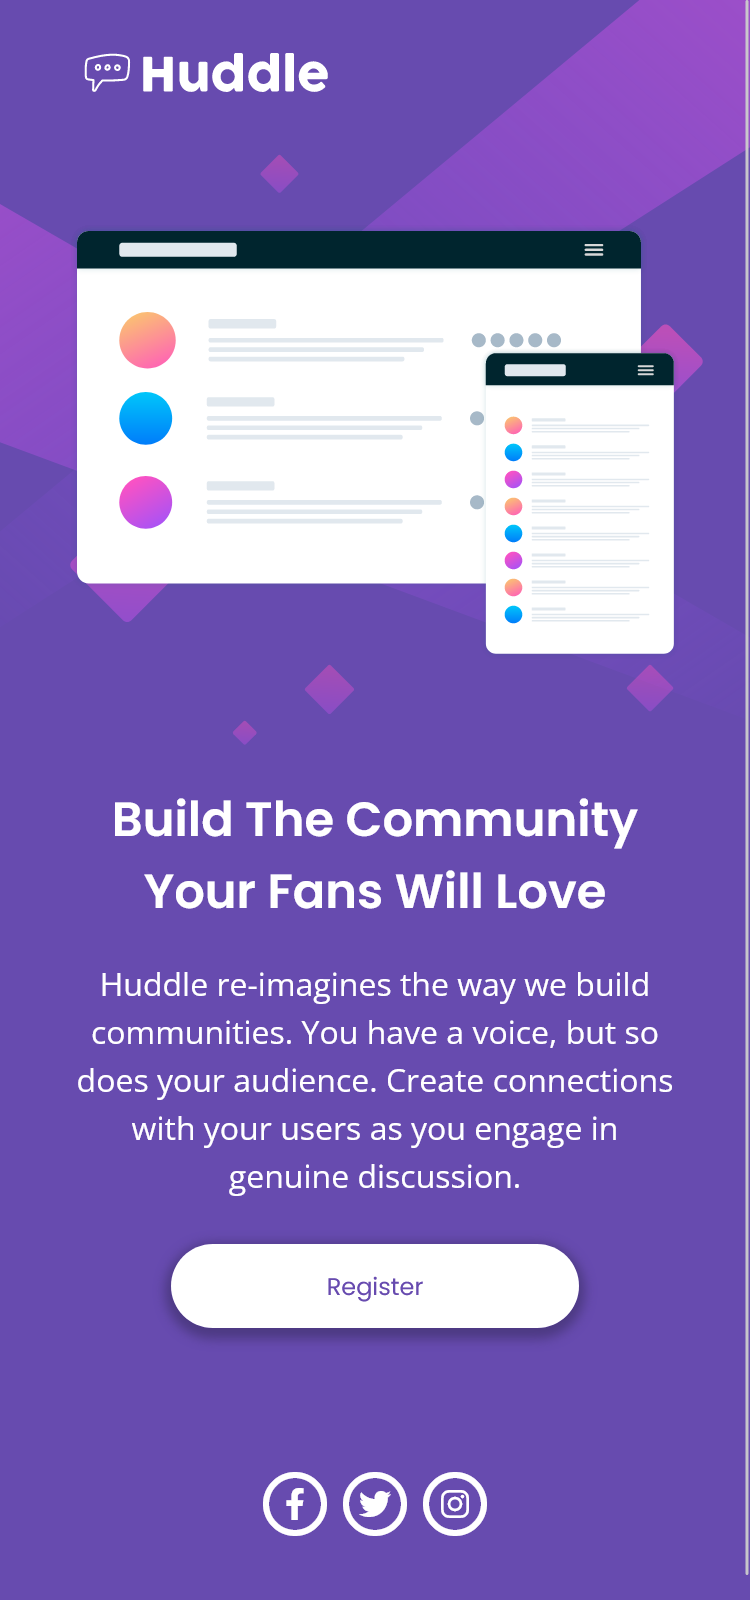 Huddle
Build The Community
Your Fans Will Love
Huddle re-imagines the way we build
communities. You have a voice, but so
does your audience. Create connections
with your users as you engage in
genuine discussion.
Register